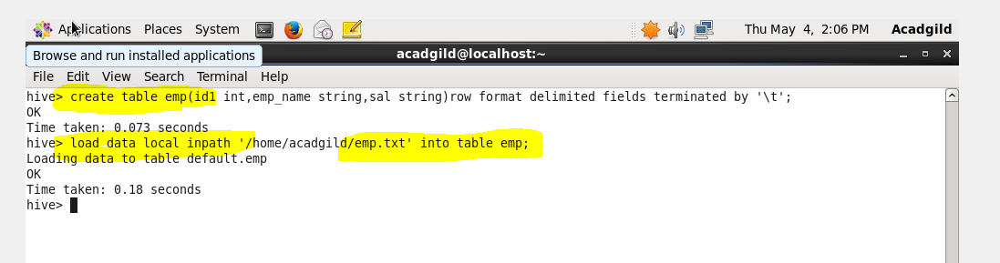 Applications Places System Thu May 4, 2:06 PM Acadgild
Browse and run installed applications
acadgild@localhost:~
File Edit View Search Terminal Help
hive> create table emp(id1 int,emp_name string,sal string)row format delimited fields terminated by '\t';
OK
Time taken: 0.073 seconds
hive> load data local inpath '/home/acadgild/emp.txt' into table emp;
Loading data to table default.emp
OK
Time taken: 0.18 seconds
hive>